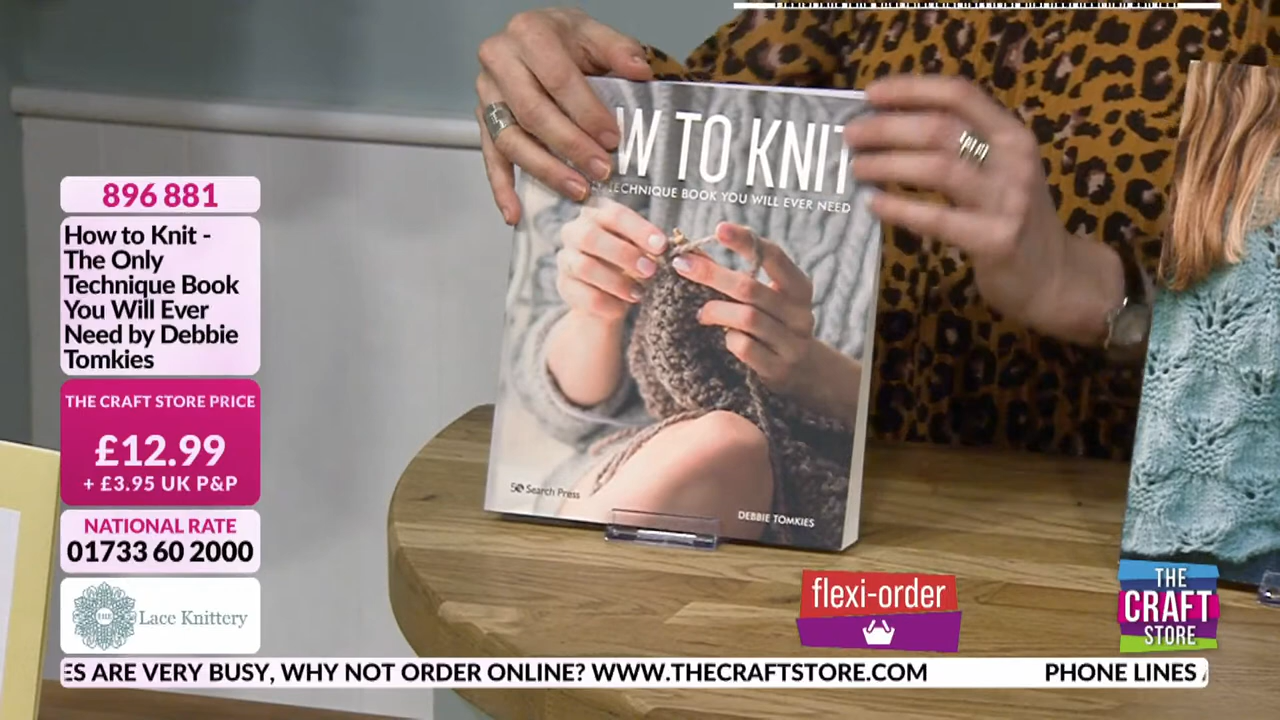 896 881
How to Knit -
The Only
Technique Book
You Will Ever
Need by Debbie
Tomkies
THE CRAFT STORE PRICE
£12.99
+ £3.95 UK P&P
NATIONAL RATE
01733 60 2000
THE
Lace Knittery
W TO KNIT
TECHNIQUE BOOK YOU WILL EVER NEED
50 Search Press
DEBBIE TOMKIES
flexi-order
THE
CRAFT
STORE
ES ARE VERY BUSY, WHY NOT ORDER ONLINE? WWW.THECRAFTSTORE.COM PHONE LINES